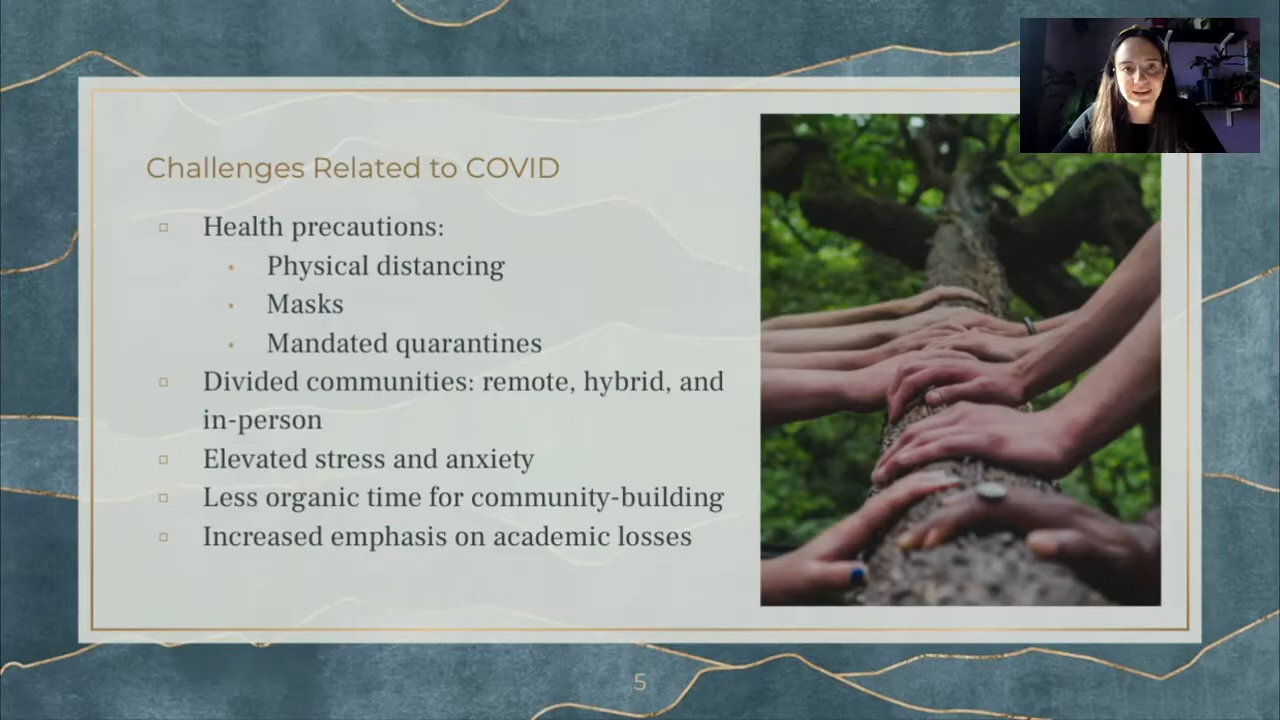 Challenges Related to COVID
Health precautions:
Physical distancing
Masks
Mandated quarantines
Divided communities: remote, hybrid, and
in-person
Elevated stress and anxiety
Less organic time for community-building
Increased emphasis on academic losses
5